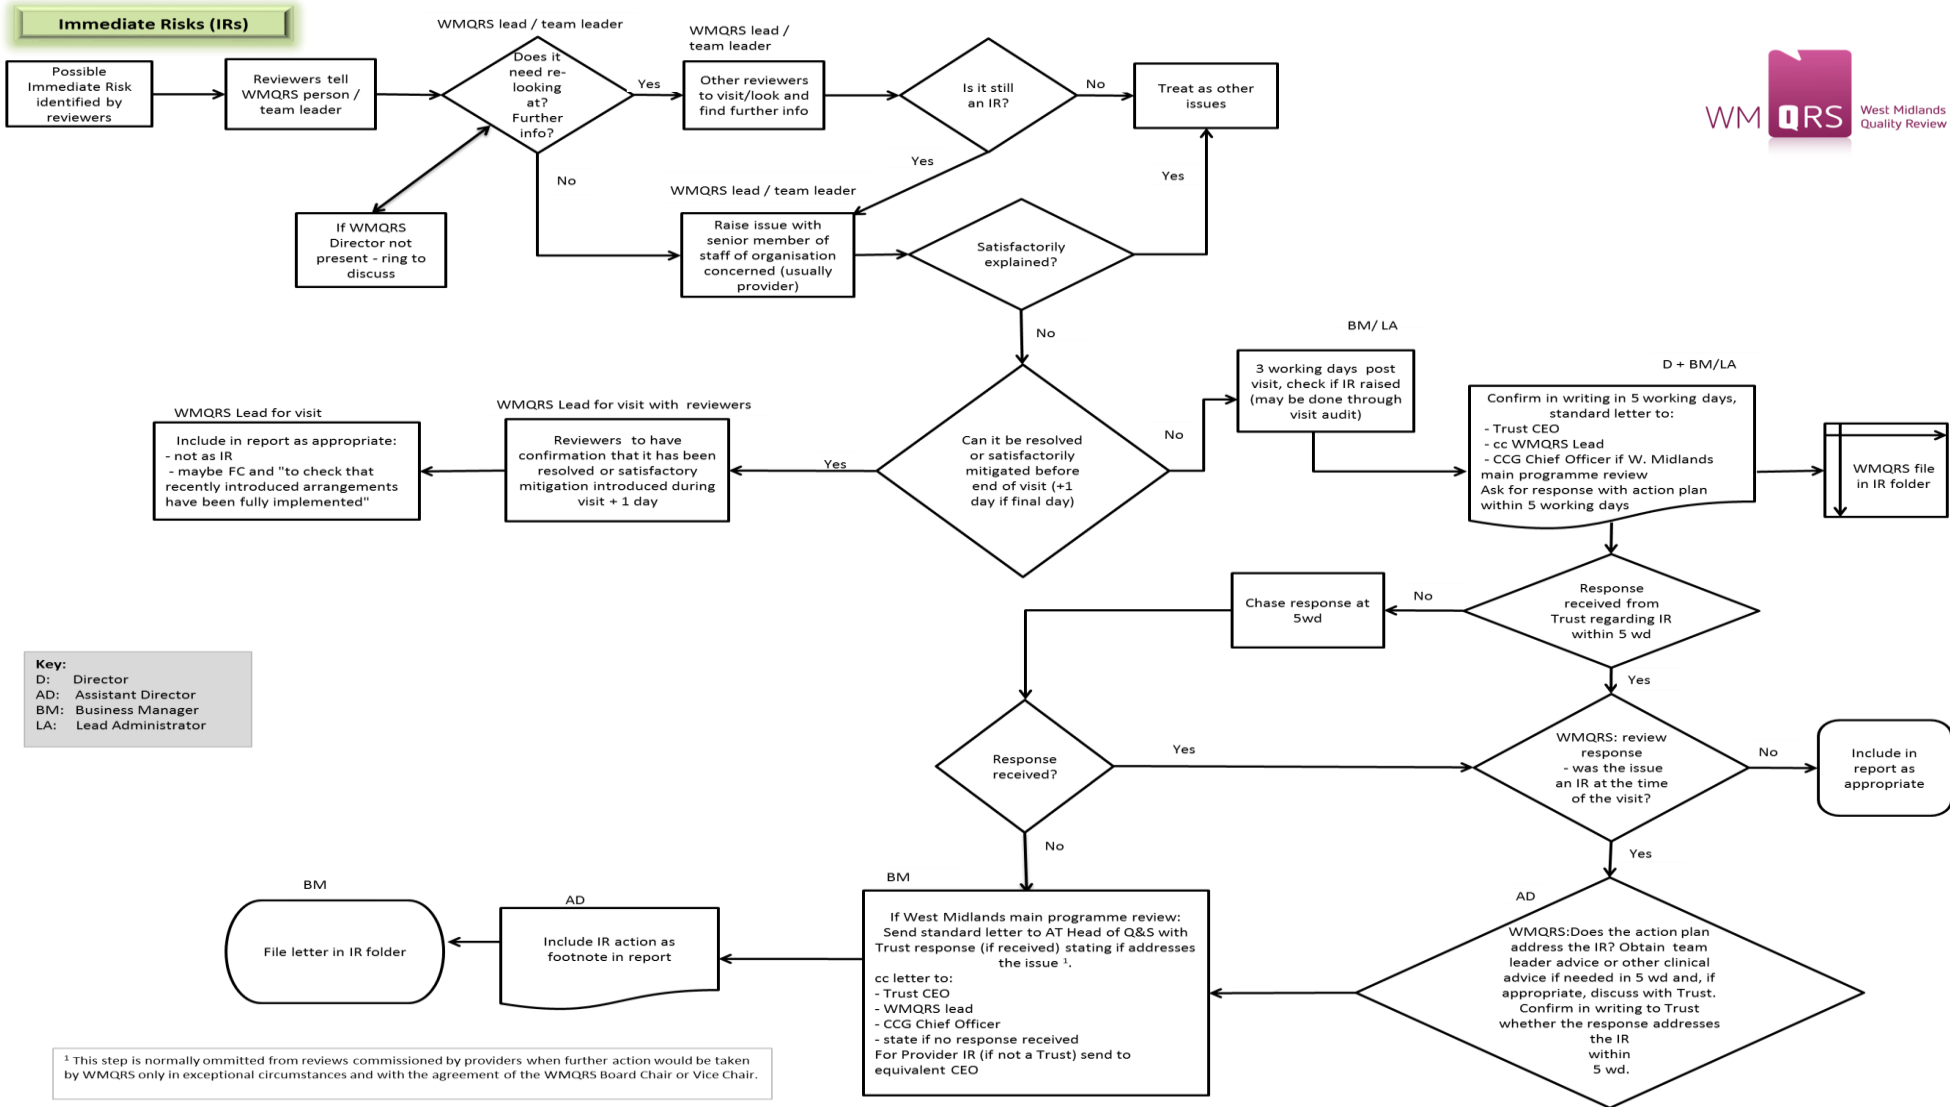 Immediate Risks (IRs)
WMQRS lead / team leader
WMQRS lead /
team leader
Possible
Immediate Risk
identified by
reviewers
Reviewers tell
WMQRS person /
team leader
Does it
need re-
looking
at?
Further
info?
Yes
Other reviewers
to visit/look and
find further info
Is it still
an IR?
No
Treat as other
issues
WM QRS
West Midlands
Quality Review
No
Yes
Yes
If WMQRS
Director not
present - ring to
discuss
WMQRS lead / team leader
Raise issue with
senior member of
staff of organisation
concerned (usually
provider)
Satisfactorily
explained?
No
BM/ LA
3 working days  post
visit, check if IR raised
(may be done through
visit audit)
D + BM/LA
Confirm in writing in 5 working days,
standard letter to:
- Trust CEO
- cc WMQRS Lead
- CCG Chief Officer if W. Midlands
main programme review
Ask for response with action plan
within 5 working days
WMQRS file
in IR folder
WMQRS Lead for visit
Include in report as appropriate:
- not as IR
- maybe FC and "to check that
recently introduced arrangements
have been fully implemented"
WMQRS Lead for visit with  reviewers
Reviewers  to have
confirmation that it has been
resolved or satisfactory
mitigation introduced during
visit + 1 day
Yes
Can it be resolved
or satisfactorily
mitigated before
end of visit (+1
day if final day)
No
Chase response at
5wd
No
Response
received from
Trust regarding IR
within 5 wd
Yes
Key:
D: Director
AD: Assistant Director
BM: Business Manager
LA: Lead Administrator
Response
received?
Yes
WMQRS: review
response
- was the issue
an IR at the time
of the visit?
No
Include in
report as
appropriate
No
Yes
BM
File letter in IR folder
AD
Include IR action as
footnote in report
BM
If West Midlands main programme review:
Send standard letter to AT Head of Q&S with
Trust response (if received) stating if addresses
the issue ¹.
cc letter to:
- Trust CEO
- WMQRS lead
- CCG Chief Officer
- state if no response received
For Provider IR (if not a Trust) send to
equivalent CEO
AD
WMQRS:Does the action plan
address the IR? Obtain  team
leader advice or other clinical
advice if needed in 5 wd and, if
appropriate, discuss with Trust.
Confirm in writing to Trust
whether the response addresses
the IR
within
5 wd.
¹ This step is normally ommitted from reviews commissioned by providers when further action would be taken
by WMQRS only in exceptional circumstances and with the agreement of the WMQRS Board Chair or Vice Chair.